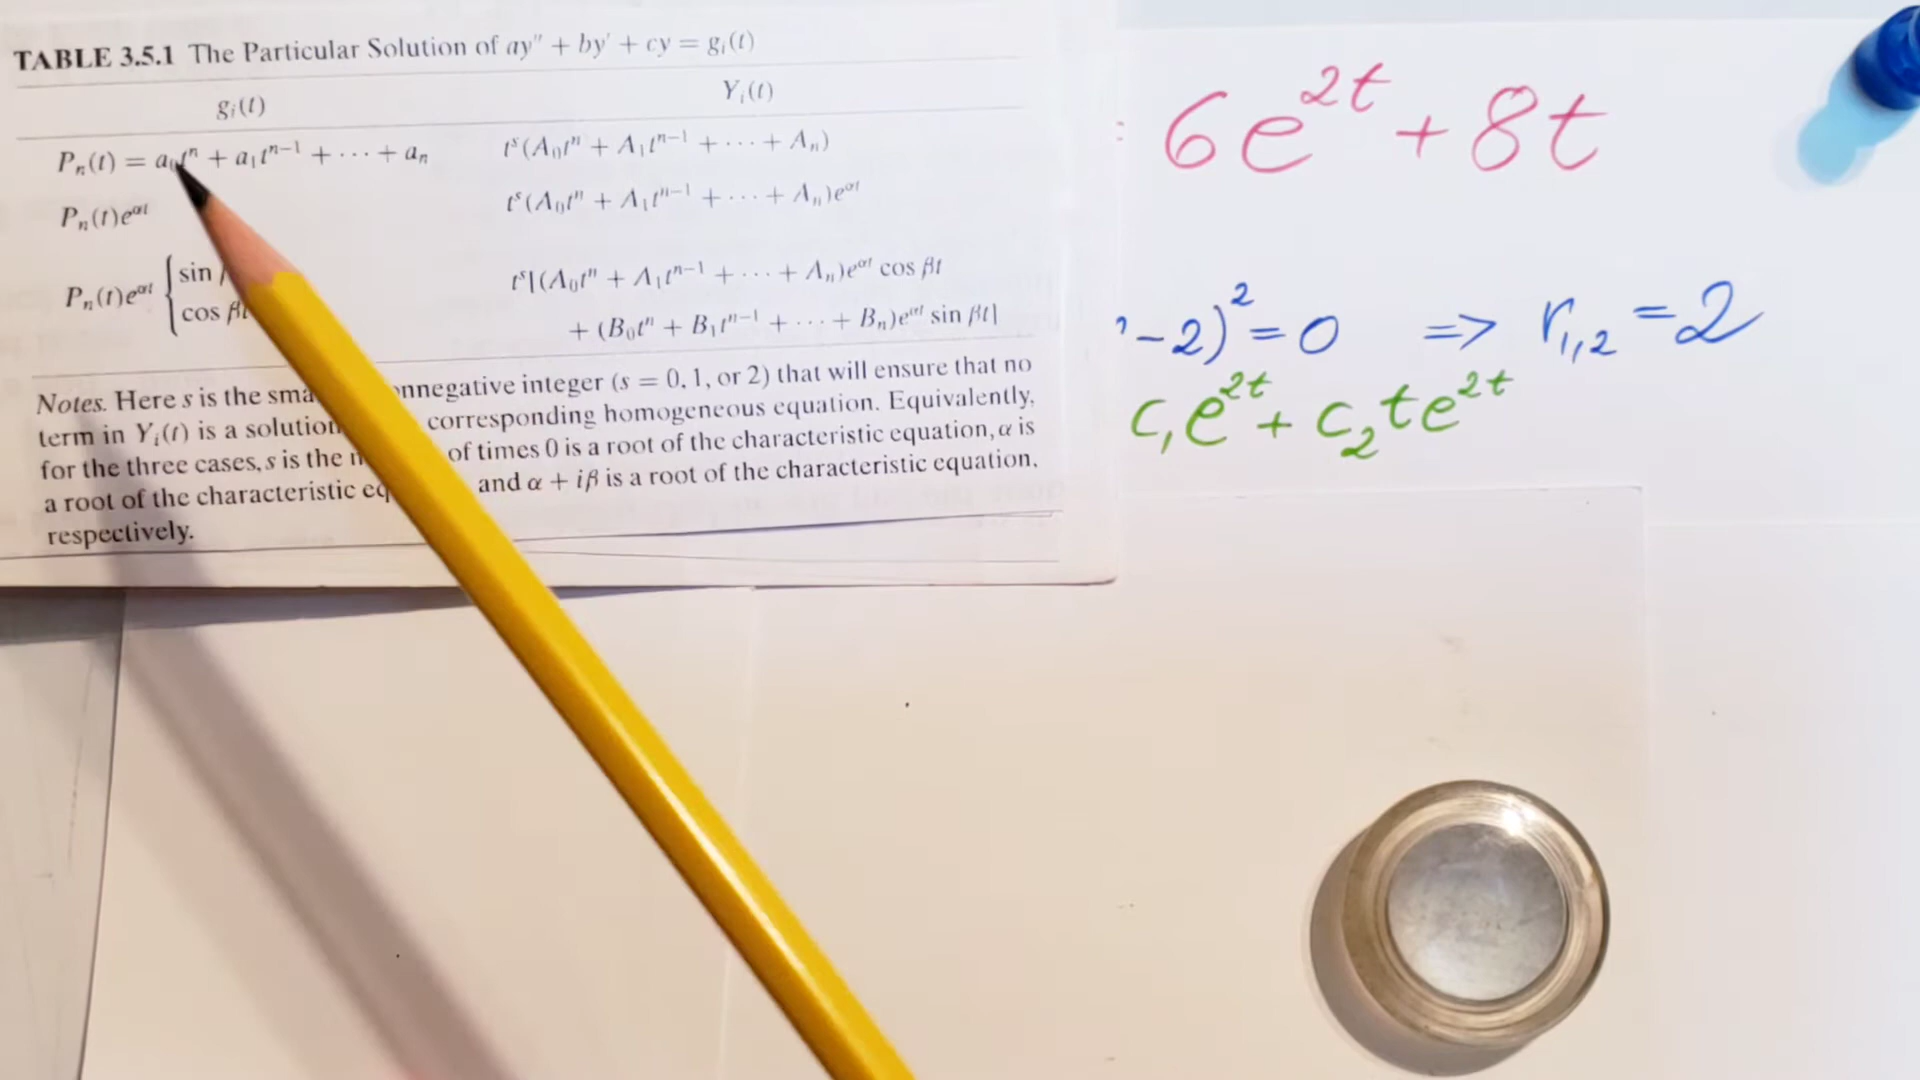 TABLE 3.5.1 The Particular Solution of ay″ + by′ + cy = gᵢ(t)
gᵢ(t) Yᵢ(t)
Pₙ(t) = a₀tⁿ + a₁tⁿ⁻¹ + ··· + aₙ tˢ(A₀tⁿ + A₁tⁿ⁻¹ + ··· + Aₙ)
Pₙ(t)e^αt tˢ(A₀tⁿ + A₁tⁿ⁻¹ + ··· + Aₙ)e^αt
Pₙ(t)e^αt { sin tˢ[(A₀tⁿ + A₁tⁿ⁻¹ + ··· + Aₙ)e^αt cos βt
cos βt + (B₀tⁿ + B₁tⁿ⁻¹ + ··· + Bₙ)e^αt sin βt]
Notes. Here s is the integer (s = 0, 1, or 2) that will ensure that no
term in Yᵢ(t) is a solution corresponding homogeneous equation. Equivalently,
for the three cases, s is the of times 0 is a root of the characteristic equation, α is
a root of the characteristic and α + iβ is a root of the characteristic equation,
respectively.
6e^2t + 8t
-2)² = 0 => r₁,₂ = 2
c₁e^2t + c₂te^2t